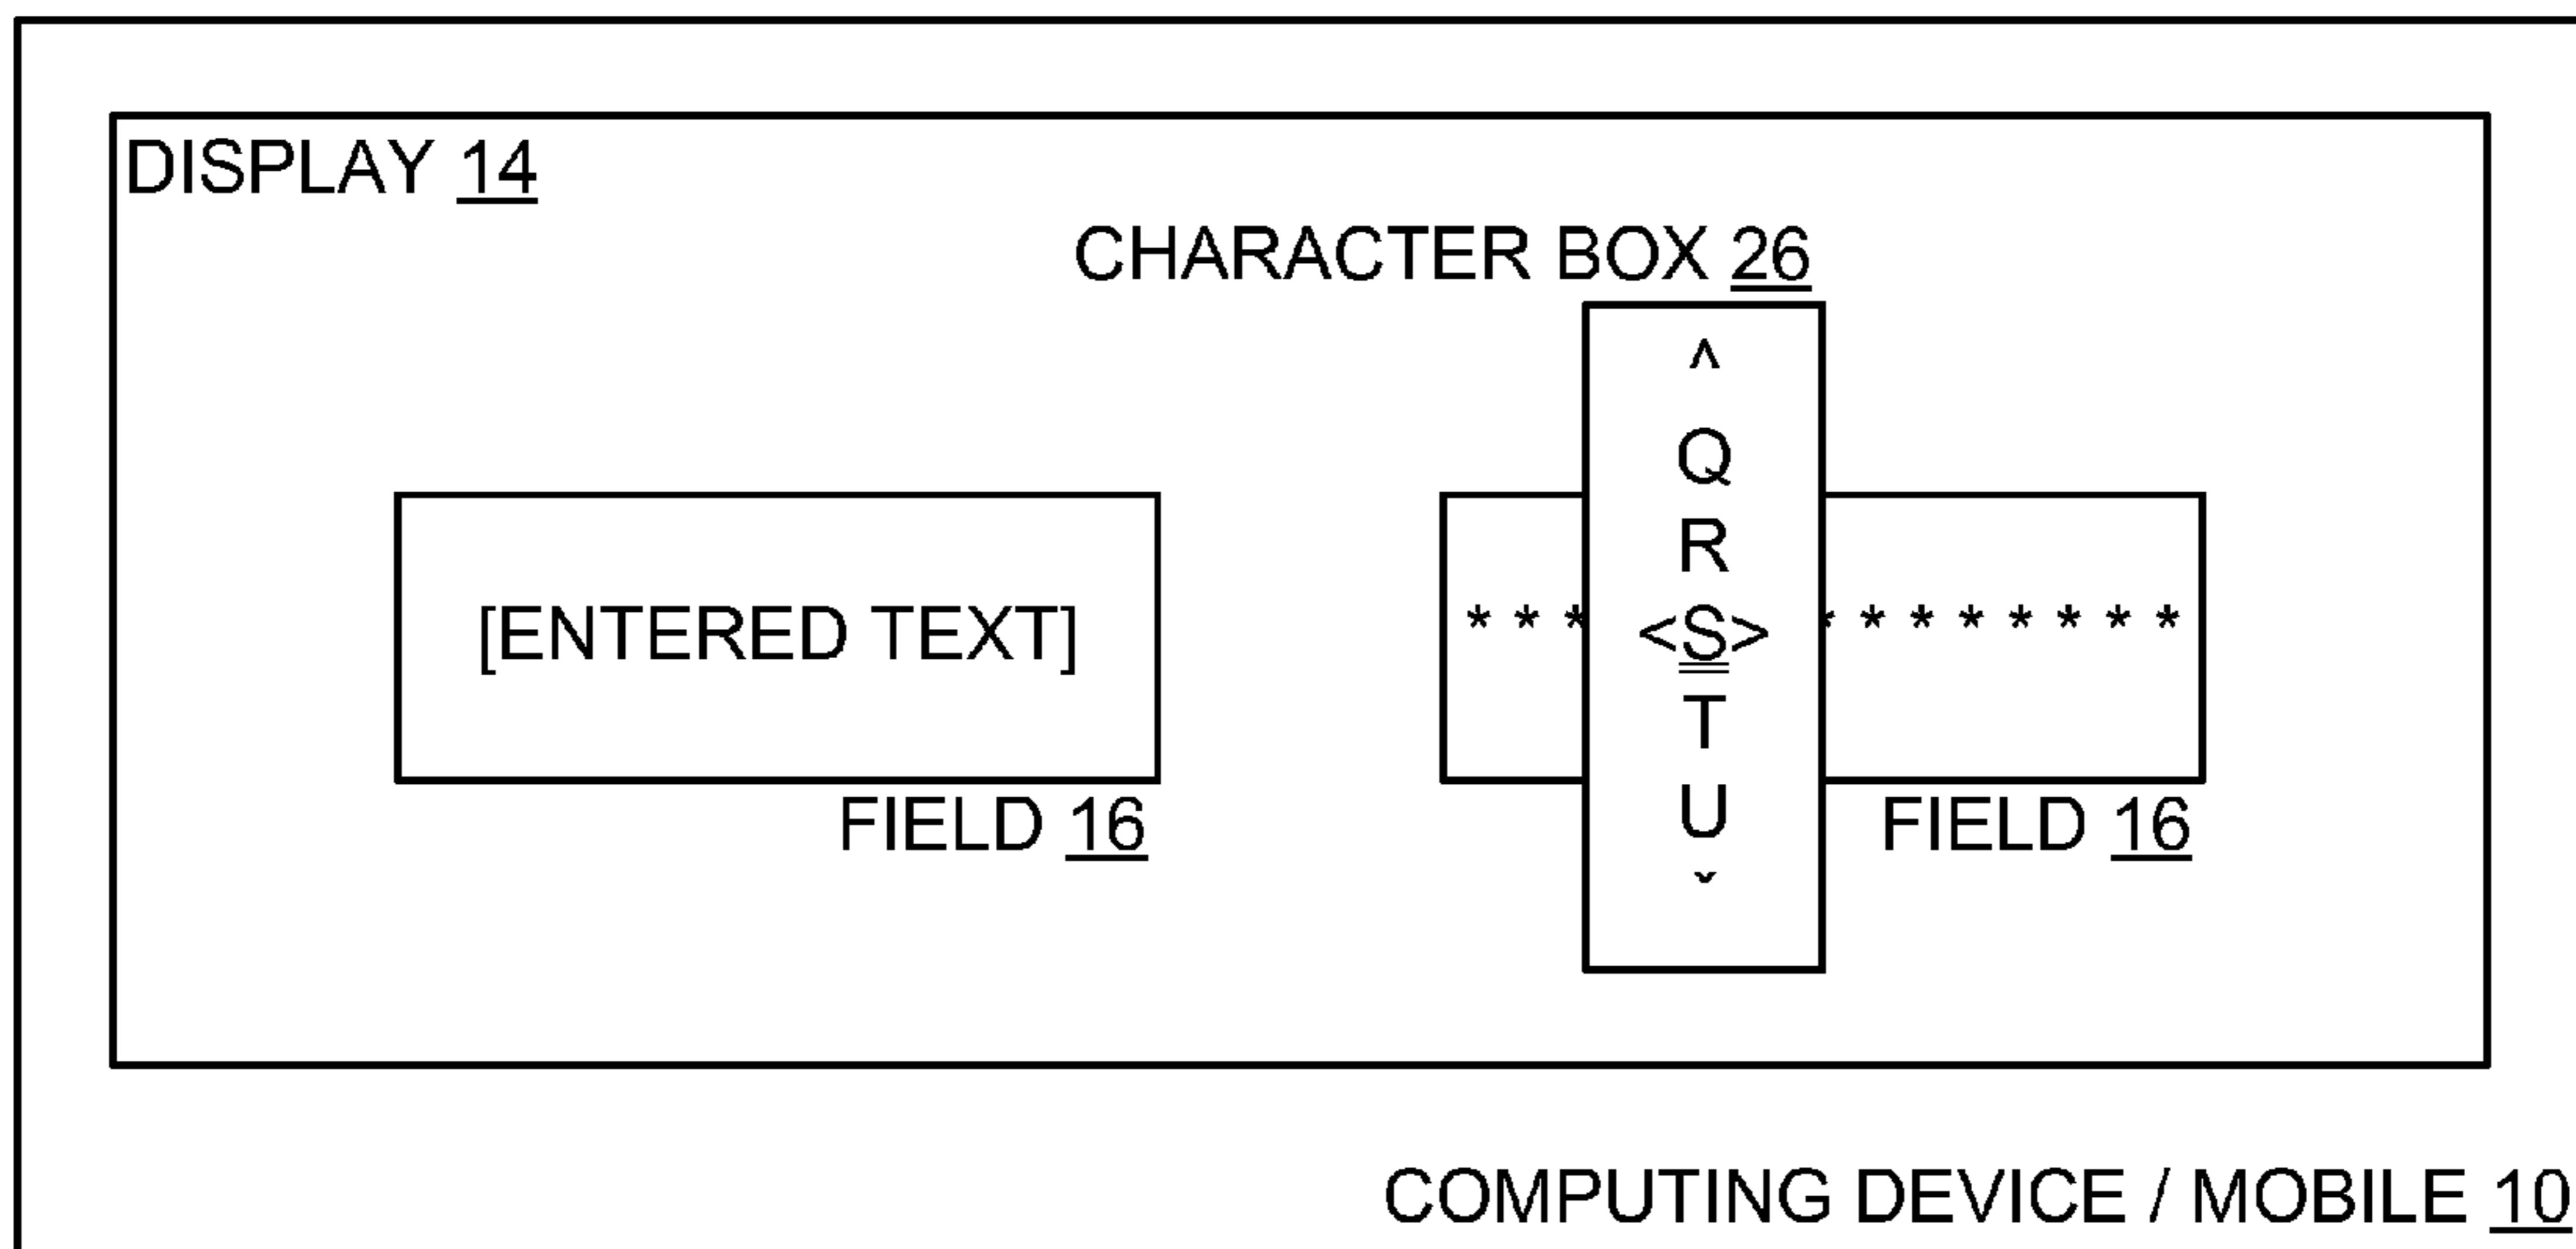 DISPLAY 14
CHARACTER BOX 26
^
Q
R
[ENTERED TEXT]
* * * <S> * * * * * * * *
T
U
ˇ
FIELD 16
FIELD 16
COMPUTING DEVICE / MOBILE 10